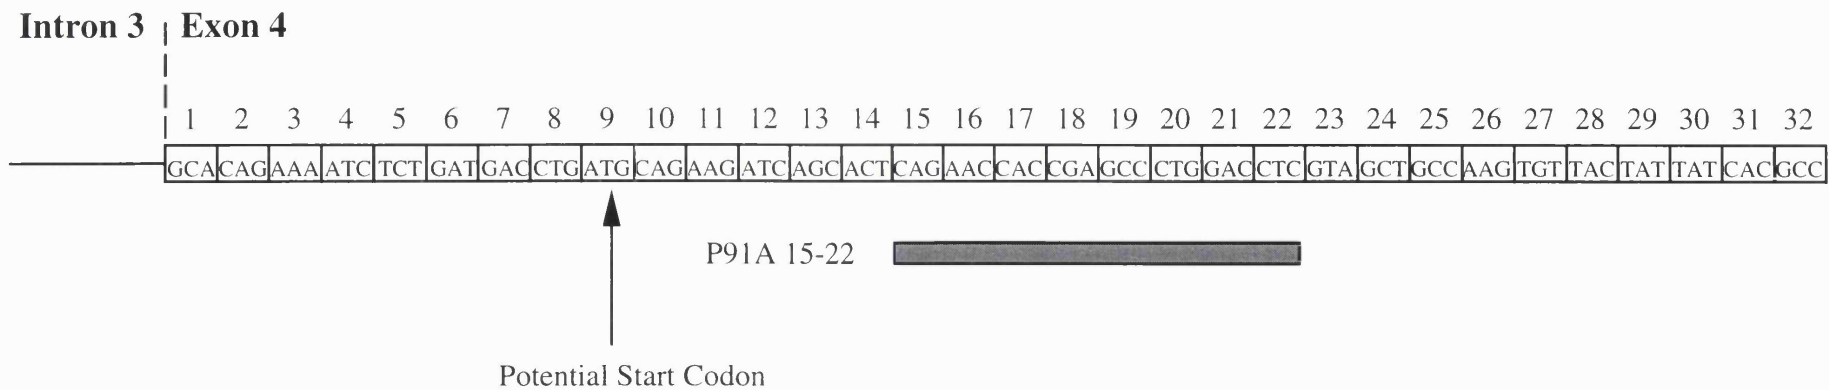 Intron 3 Exon 4
1 2 3 4 5 6 7 8 9 10 11 12 13 14 15 16 17 18 19 20 21 22 23 24 25 26 27 28 29 30 31 32
GCA CAG AAA ATC TCT GAT GAC CTG ATG CAG AAG ATC AGC ACT CAG AAC CAC CGA GCC CTG GAC CTC GTA GCT GCC AAG TGT TAC TAT TAT CAC GCC
P91A 15-22
Potential Start Codon